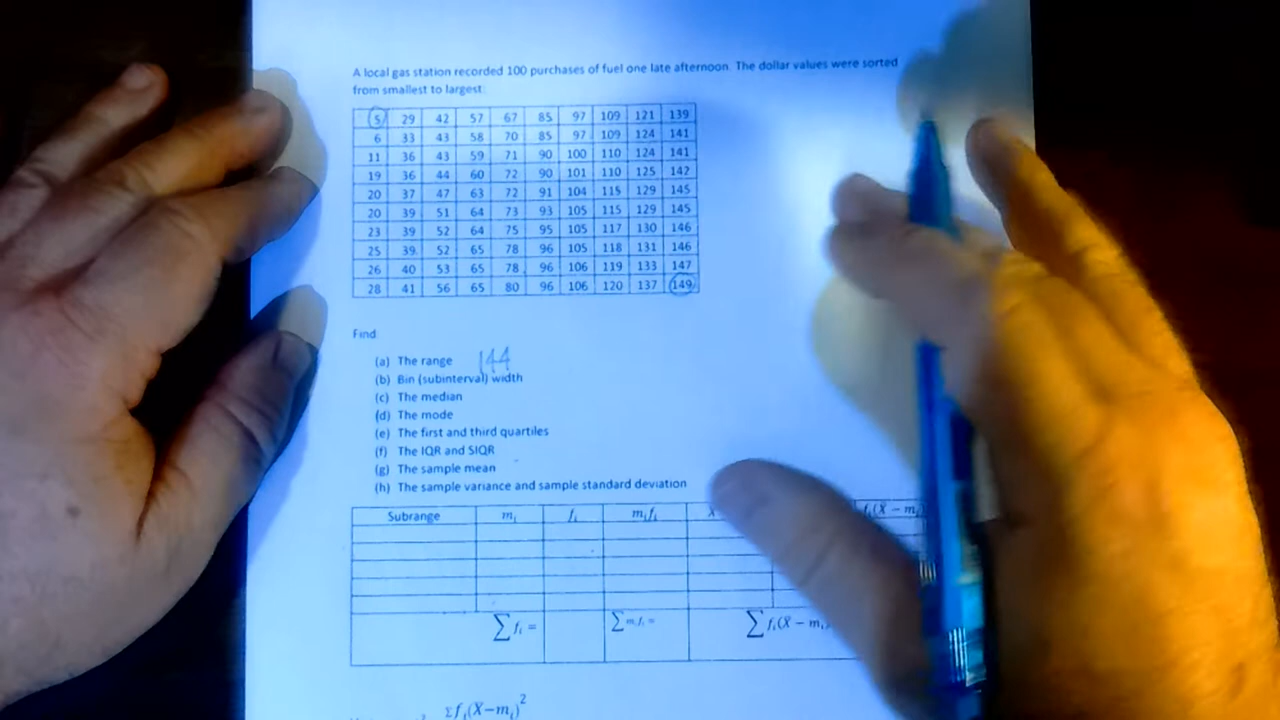 A local gas station recorded 100 purchases of fuel one late afternoon. The dollar values were sorted
from smallest to largest:
5 29 42 57 67 85 97 109 121 139
6 33 43 58 70 85 97 109 124 141
11 36 43 59 71 90 100 110 124 141
19 36 44 60 72 90 101 110 125 142
20 37 47 63 72 91 104 115 129 145
20 39 51 64 73 93 105 115 129 145
23 39 52 64 75 95 105 117 130 146
25 39 52 65 78 96 105 118 131 146
26 40 53 65 78 96 106 119 133 147
28 41 56 65 80 96 106 120 137 149
Find:
(a) The range 144
(b) Bin (subinterval) width
(c) The median
(d) The mode
(e) The first and third quartiles
(f) The IQR and SIQR
(g) The sample mean
(h) The sample variance and sample standard deviation
Subrange mᵢ fᵢ mᵢfᵢ fᵢ(X̄ − mᵢ
∑ fᵢ = ∑ mᵢfᵢ = ∑ fᵢ(X̄ − mᵢ)
Σfᵢ(X̄−mᵢ)²